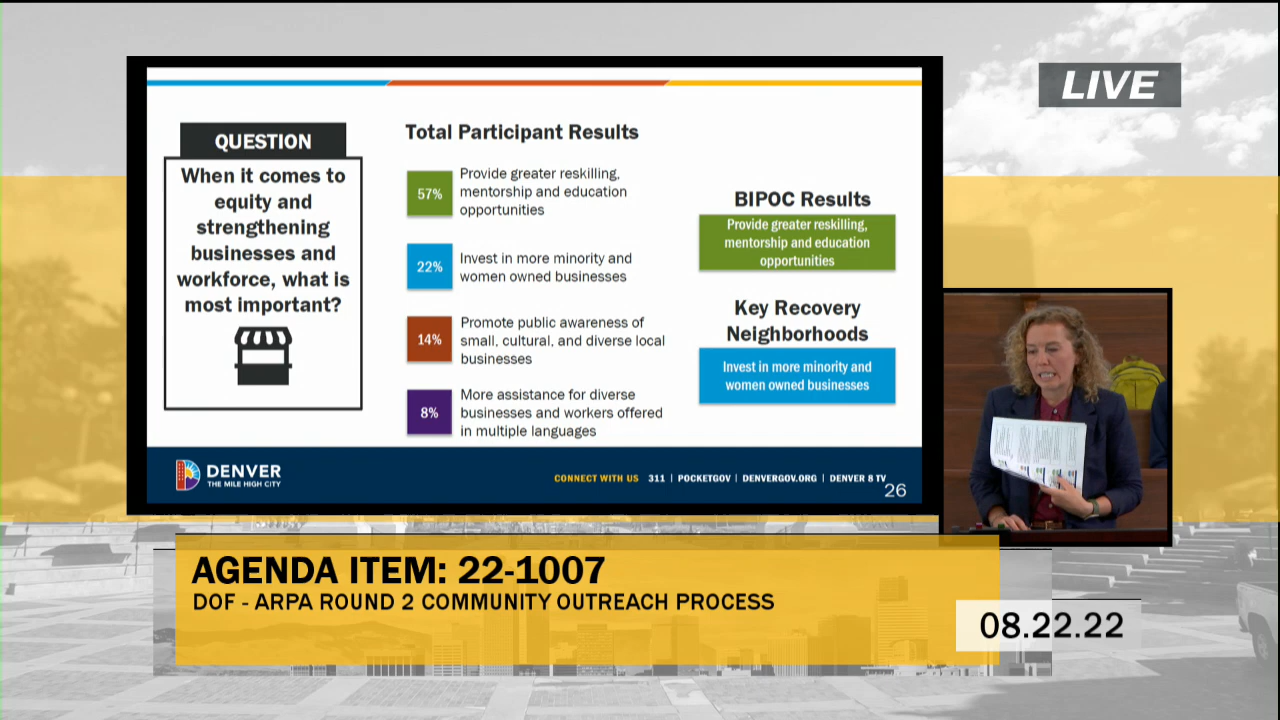 LIVE
QUESTION
When it comes to
equity and
strengthening
businesses and
workforce, what is
most important?
Total Participant Results
57%
Provide greater reskilling,
mentorship and education
opportunities
22%
Invest in more minority and
women owned businesses
14%
Promote public awareness of
small, cultural, and diverse local
businesses
8%
More assistance for diverse
businesses and workers offered
in multiple languages
BIPOC Results
Provide greater reskilling,
mentorship and education
opportunities
Key Recovery
Neighborhoods
Invest in more minority and
women owned businesses
DENVER
THE MILE HIGH CITY
CONNECT WITH US 311 | POCKETGOV | DENVERGOV.ORG | DENVER 8 TV
26
AGENDA ITEM: 22-1007
DOF - ARPA ROUND 2 COMMUNITY OUTREACH PROCESS
08.22.22